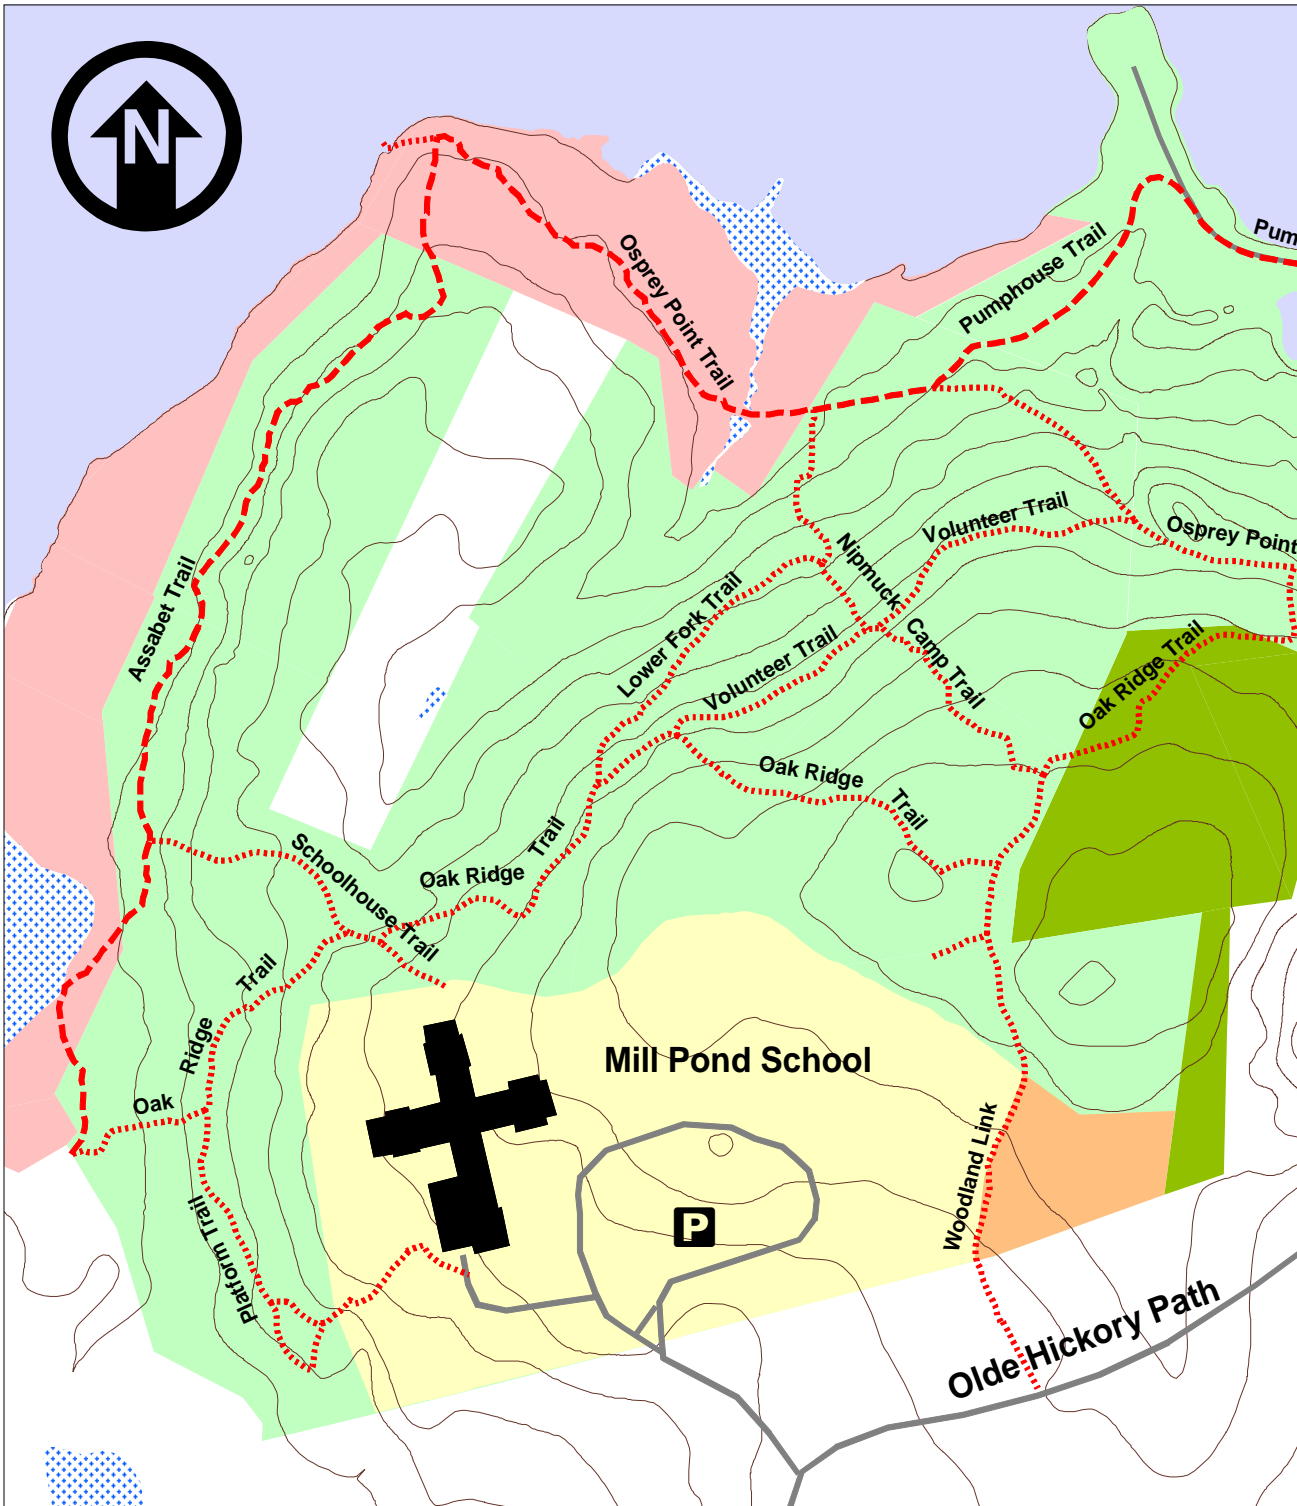 N
Pum
Pumphouse Trail
Osprey Point Trail
Volunteer Trail
Osprey Point
Nipmuck
Camp Trail
Assabet Trail
Lower Fork Trail
Volunteer Trail
Oak Ridge Trail
Oak Ridge
Trail
Schoolhouse Trail
Oak Ridge
Trail
Oak
Ridge
Trail
Mill Pond School
Platform Trail
P
Woodland Link
Olde Hickory Path